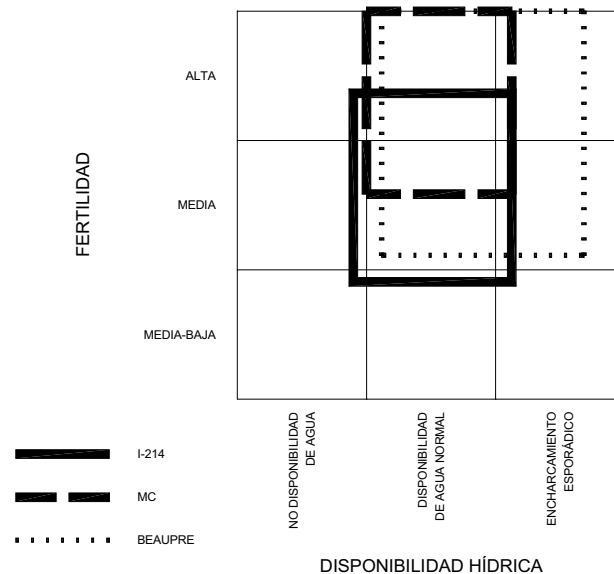 ALTA
FERTILIDAD
MEDIA
MEDIA-BAJA
NO DISPONIBILIDAD
DE AGUA
DISPONIBILIDAD
DE AGUA NORMAL
ENCHARCAMIENTO
ESPORÁDICO
I-214
MC
BEAUPRE
DISPONIBILIDAD HÍDRICA